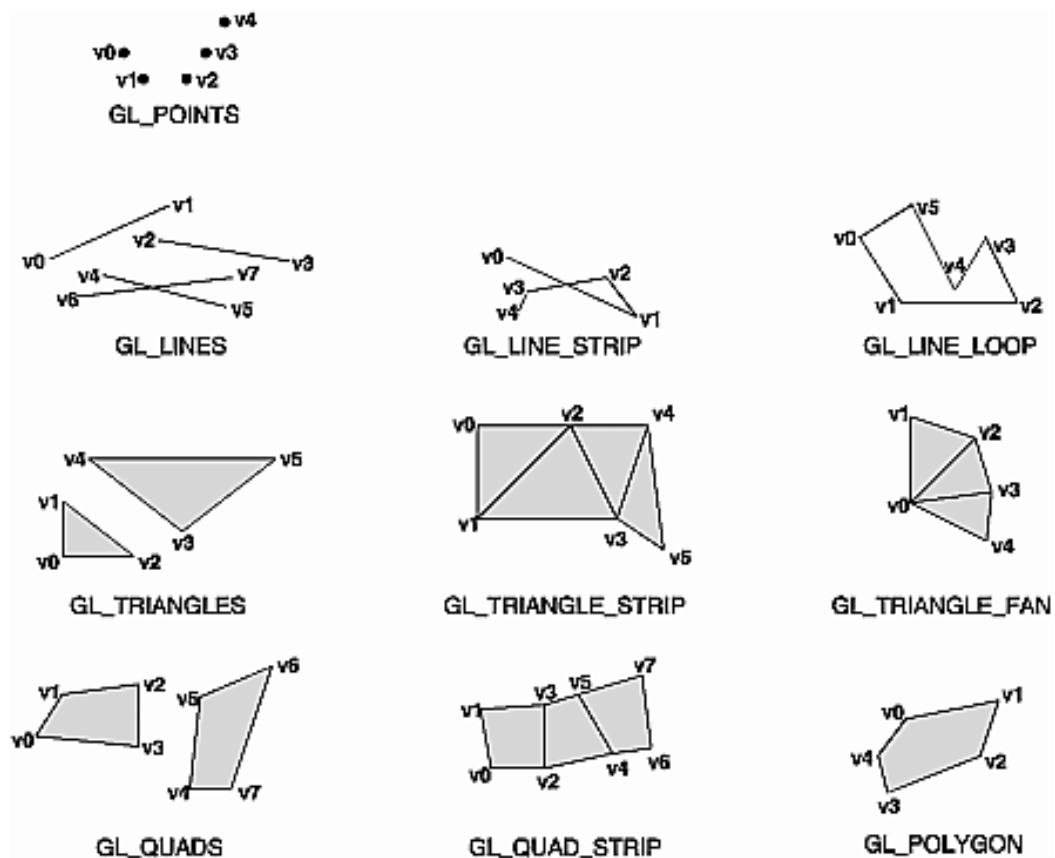 v4
v0 v3
v1 v2
GL_POINTS
v1
v2
v0 v3
v4 v7
v6 v5
GL_LINES
v0
v2
v3
v4 v1
GL_LINE_STRIP
v5
v0 v3
v4
v1 v2
GL_LINE_LOOP
v4 v5
v1
v3
v0 v2
GL_TRIANGLES
v0 v2 v4
v1 v3
v5
GL_TRIANGLE_STRIP
v1
v2
v3
v0
v4
GL_TRIANGLE_FAN
v6
v1 v2
v5
v0 v3
v4 v7
GL_QUADS
v7
v3 v5
v1
v0 v2 v4 v6
GL_QUAD_STRIP
v1
v0
v4 v2
v3
GL_POLYGON